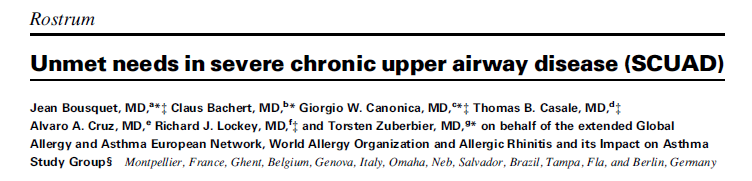 Rostrum
Unmet needs in severe chronic upper airway disease (SCUAD)
Jean Bousquet, MD,a*‡ Claus Bachert, MD,b* Giorgio W. Canonica, MD,c*‡ Thomas B. Casale, MD,d‡
Alvaro A. Cruz, MD,e Richard J. Lockey, MD,f‡ and Torsten Zuberbier, MD,g* on behalf of the extended Global
Allergy and Asthma European Network, World Allergy Organization and Allergic Rhinitis and its Impact on Asthma
Study Group§ Montpellier, France, Ghent, Belgium, Genova, Italy, Omaha, Neb, Salvador, Brazil, Tampa, Fla, and Berlin, Germany